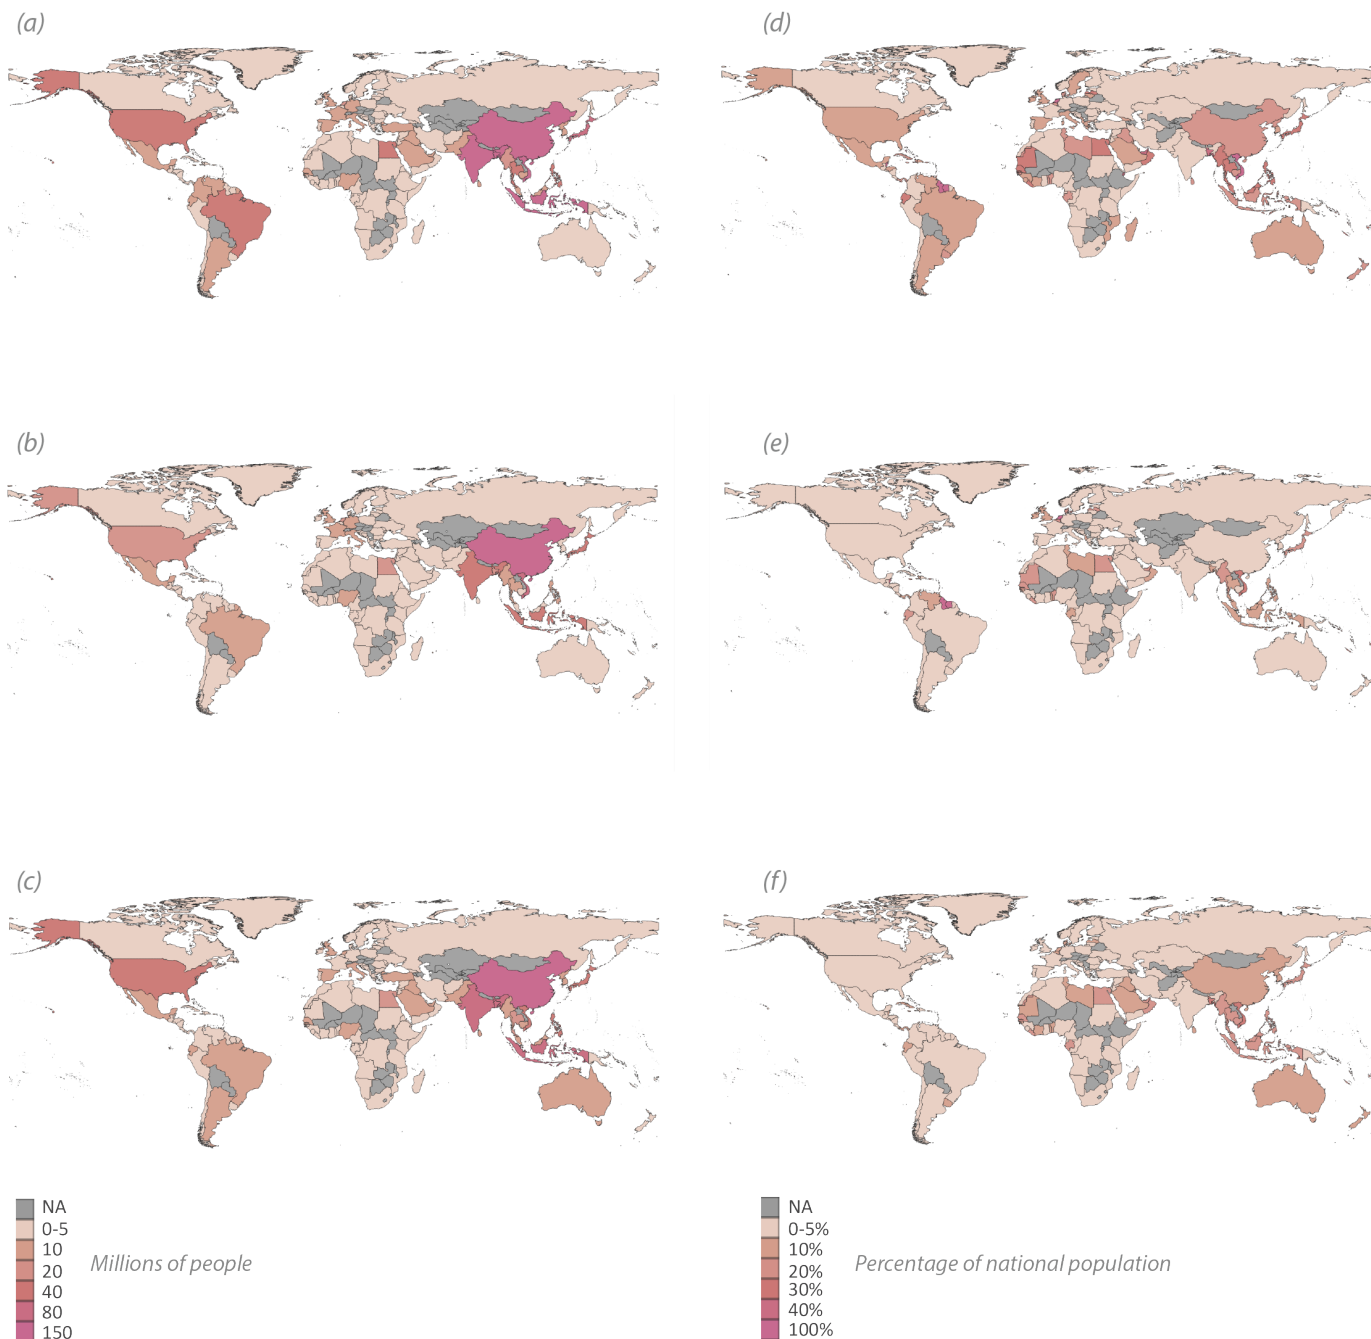 (a)
(d)
(b)
(e)
(c)
(f)
NA
0-5
10
20
40
80
150
Millions of people
NA
0-5%
10%
20%
30%
40%
100%
Percentage of national population